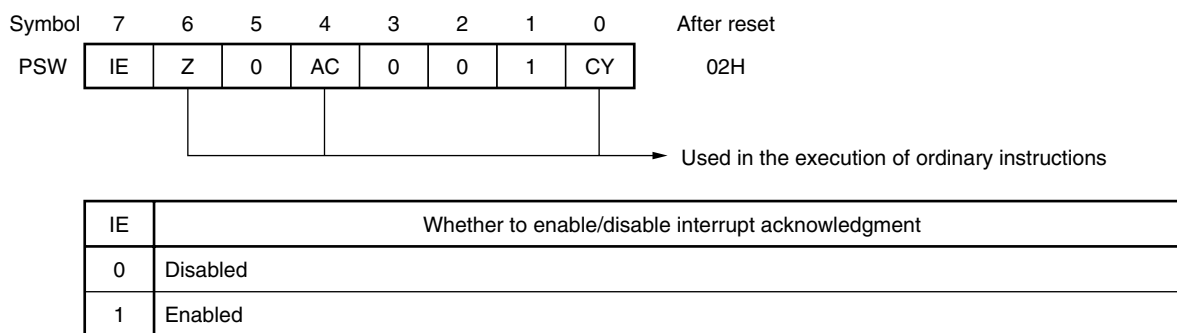 Symbol 7 6 5 4 3 2 1 0 After reset
PSW IE Z 0 AC 0 0 1 CY 02H
Used in the execution of ordinary instructions
IE Whether to enable/disable interrupt acknowledgment
0 Disabled
1 Enabled